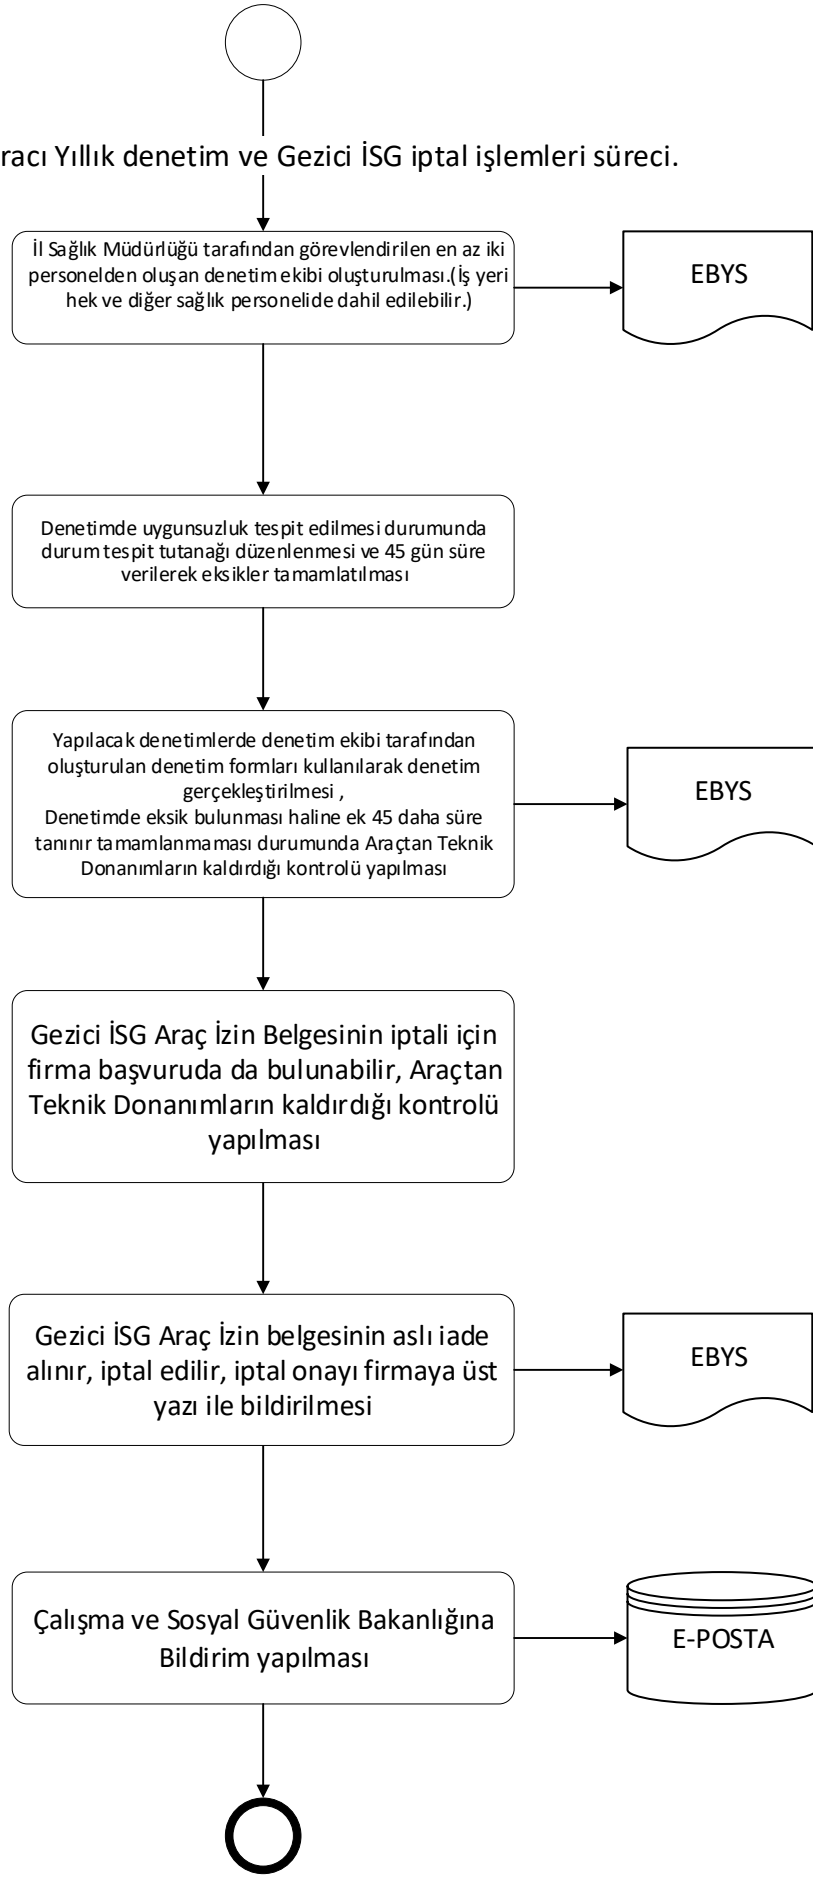 racı Yıllık denetim ve Gezici İSG iptal işlemleri süreci.
İl Sağlık Müdürlüğü tarafından görevlendirilen en az iki
personelden oluşan denetim ekibi oluşturulması.(İş yeri
hek ve diğer sağlık personelide dahil edilebilir.)
EBYS
Denetimde uygunsuzluk tespit edilmesi durumunda
durum tespit tutanağı düzenlenmesi ve 45 gün süre
verilerek eksikler tamamlatılması
Yapılacak denetimlerde denetim ekibi tarafından
oluşturulan denetim formları kullanılarak denetim
gerçekleştirilmesi ,
Denetimde eksik bulunması haline ek 45 daha süre
tanınır tamamlanmaması durumunda Araçtan Teknik
Donanımların kaldırdığı kontrolü yapılması
EBYS
Gezici İSG Araç İzin Belgesinin iptali için
firma başvuruda da bulunabilir, Araçtan
Teknik Donanımların kaldırdığı kontrolü
yapılması
Gezici İSG Araç İzin belgesinin aslı iade
alınır, iptal edilir, iptal onayı firmaya üst
yazı ile bildirilmesi
EBYS
Çalışma ve Sosyal Güvenlik Bakanlığına
Bildirim yapılması
E-POSTA